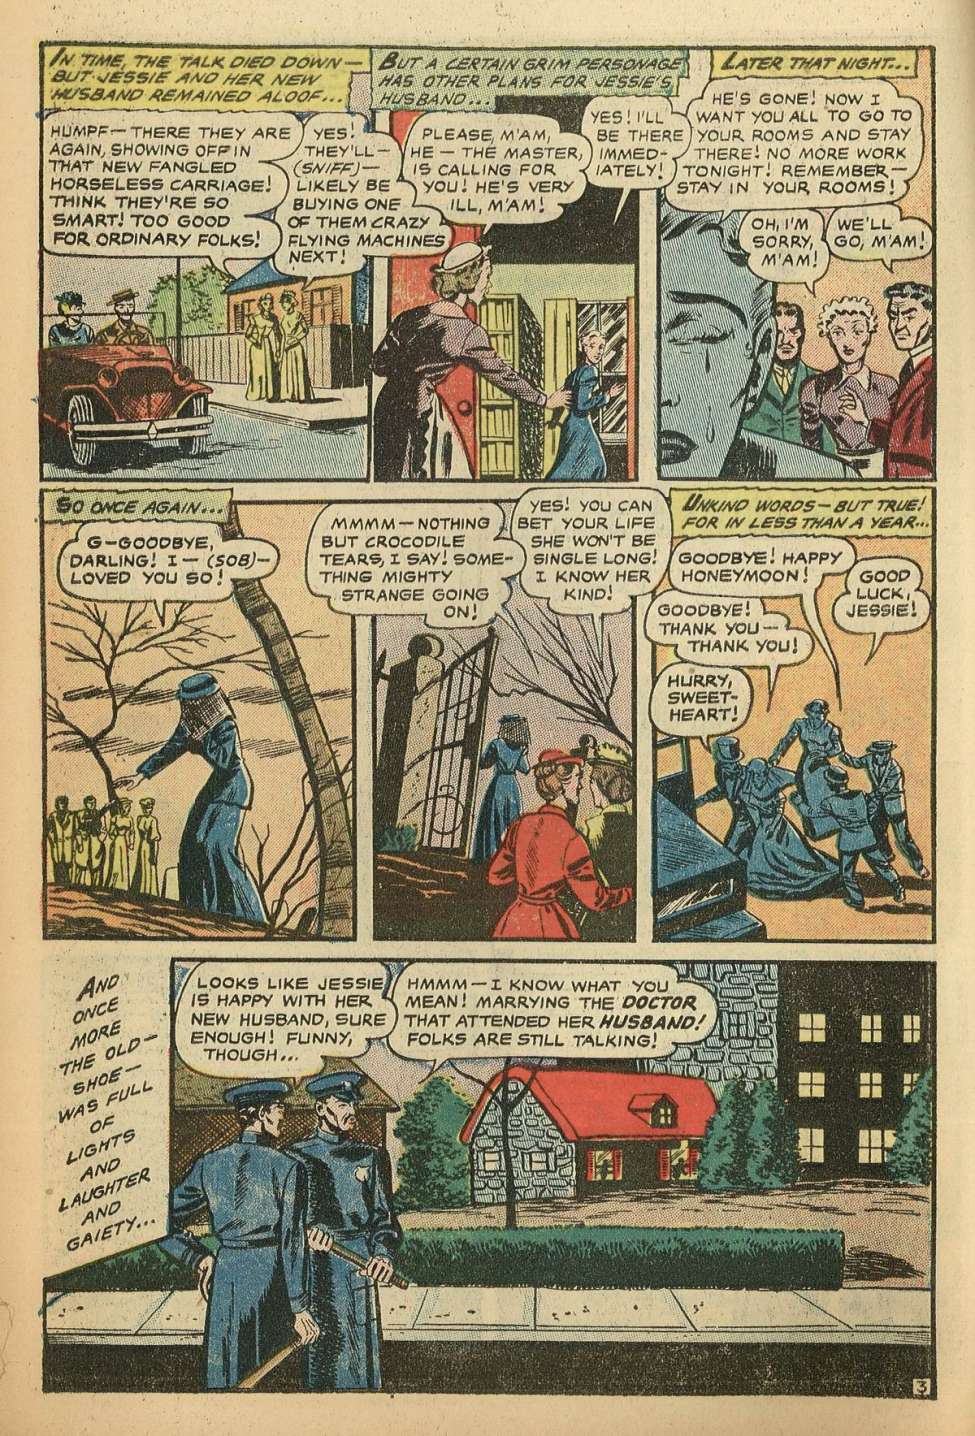 IN TIME, THE TALK DIED DOWN—
BUT JESSIE AND HER NEW
HUSBAND REMAINED ALOOF...
HUMPF— THERE THEY ARE
AGAIN, SHOWING OFF IN
THAT NEW FANGLED
HORSELESS CARRIAGE!
THINK THEY'RE SO
SMART! TOO GOOD
FOR ORDINARY FOLKS!
YES!
THEY'LL—
(SNIFF)—
LIKELY BE
BUYING ONE
OF THEM CRAZY
FLYING MACHINES
NEXT!
BUT A CERTAIN GRIM PERSONAGE
HAS OTHER PLANS FOR JESSIE'S
HUSBAND...
PLEASE, M'AM,
HE— THE MASTER,
IS CALLING FOR
YOU! HE'S VERY
ILL, M'AM!
YES! I'LL
BE THERE
IMMED-
IATELY!
LATER THAT NIGHT...
HE'S GONE! NOW I
WANT YOU ALL TO GO TO
YOUR ROOMS AND STAY
THERE! NO MORE WORK
TONIGHT! REMEMBER—
STAY IN YOUR ROOMS!
OH, I'M
SORRY,
M'AM!
WE'LL
GO, M'AM!
SO ONCE AGAIN...
G-GOODBYE,
DARLING! I— (SOB)—
LOVED YOU SO!
MMMM— NOTHING
BUT CROCODILE
TEARS, I SAY! SOME-
THING MIGHTY
STRANGE GOING
ON!
YES! YOU CAN
BET YOUR LIFE
SHE WON'T BE
SINGLE LONG!
I KNOW HER
KIND!
UNKIND WORDS— BUT TRUE!
FOR IN LESS THAN A YEAR...
GOODBYE! HAPPY
HONEYMOON!
GOOD
LUCK,
JESSIE!
GOODBYE!
THANK YOU—
THANK YOU!
HURRY,
SWEET-
HEART!
AND
ONCE
MORE
THE OLD—
SHOE—
WAS FULL
OF
LIGHTS
AND
LAUGHTER
AND
GAIETY...
LOOKS LIKE JESSIE
IS HAPPY WITH HER
NEW HUSBAND, SURE
ENOUGH! FUNNY,
THOUGH...
HMMM— I KNOW WHAT YOU
MEAN! MARRYING THE DOCTOR
THAT ATTENDED HER HUSBAND!
FOLKS ARE STILL TALKING!
3